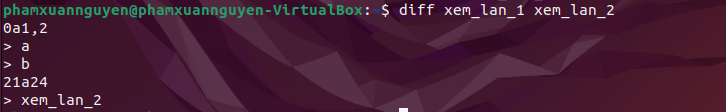 phamxuannguyen@phamxuannguyen-VirtualBox:~$ diff xem_lan_1 xem_lan_2
0a1,2
> a
> b
21a24
> xem_lan_2